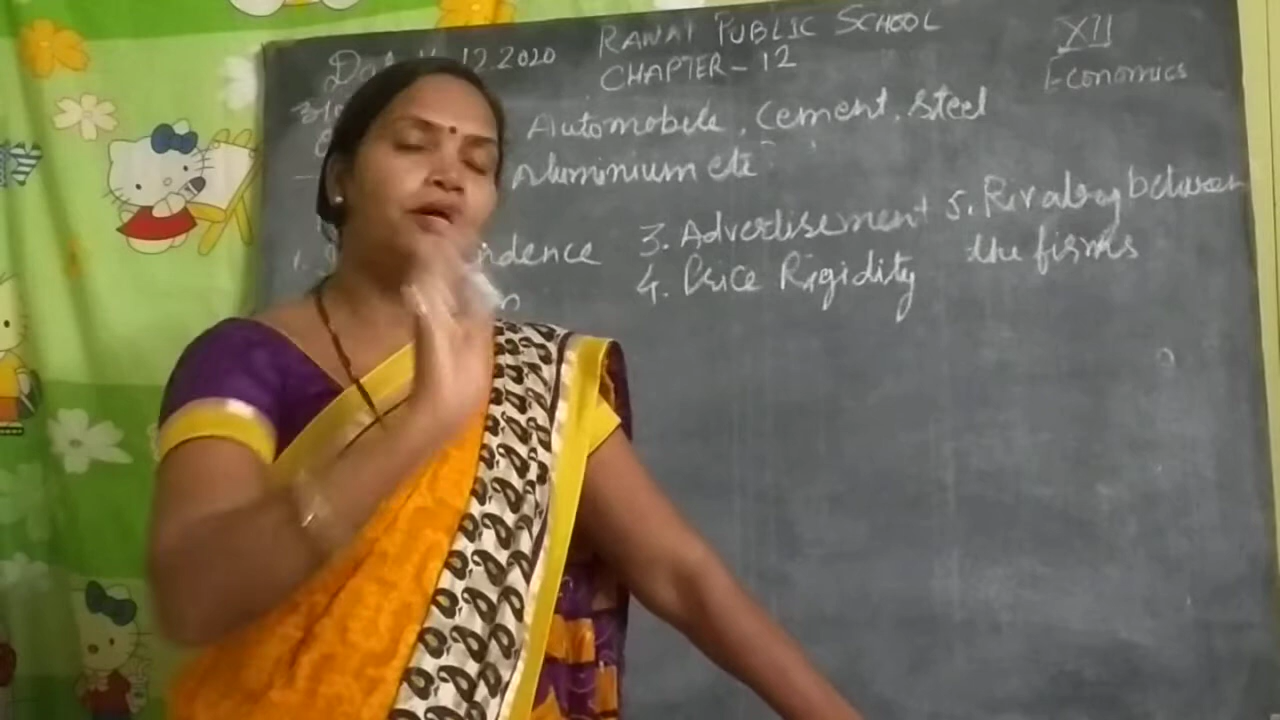 12.2020 RANAI PUBLIC SCHOOL XII
CHAPTER-12 Economics
Automobile, Cement, Steel
Aluminium etc
1. ndence 3. Advertisement 5. Rivalry between
4. Price Rigidity the firms